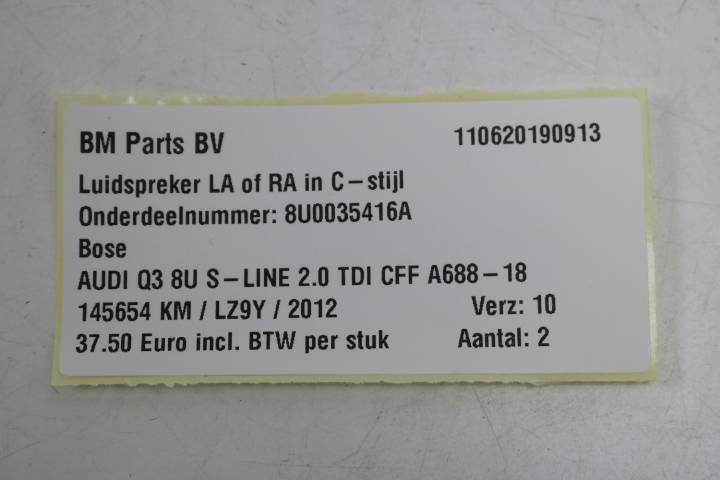 BM Parts BV 110620190913
Luidspreker LA of RA in C-stijl
Onderdeelnummer: 8U0035416A
Bose
AUDI Q3 8U S-LINE 2.0 TDI CFF A688-18
145654 KM / LZ9Y / 2012 Verz: 10
37.50 Euro incl. BTW per stuk Aantal: 2